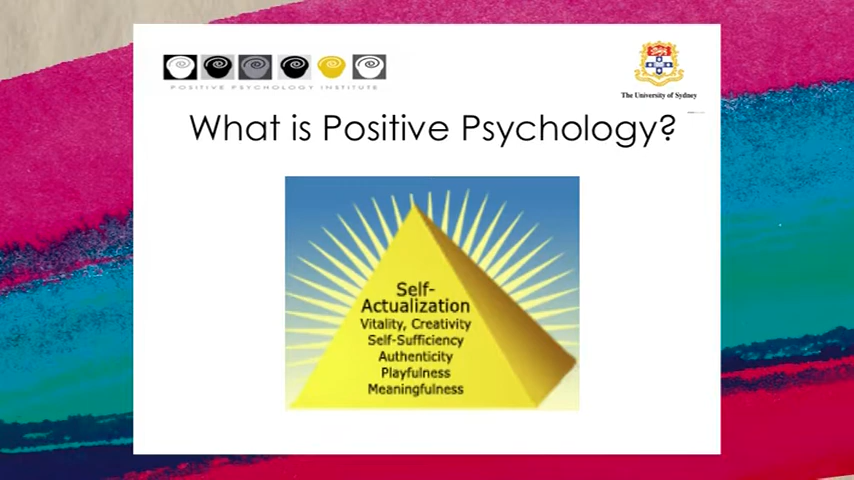 POSITIVE PSYCHOLOGY INSTITUTE
The University of Sydney
What is Positive Psychology?
Self-
Actualization
Vitality, Creativity
Self-Sufficiency
Authenticity
Playfulness
Meaningfulness